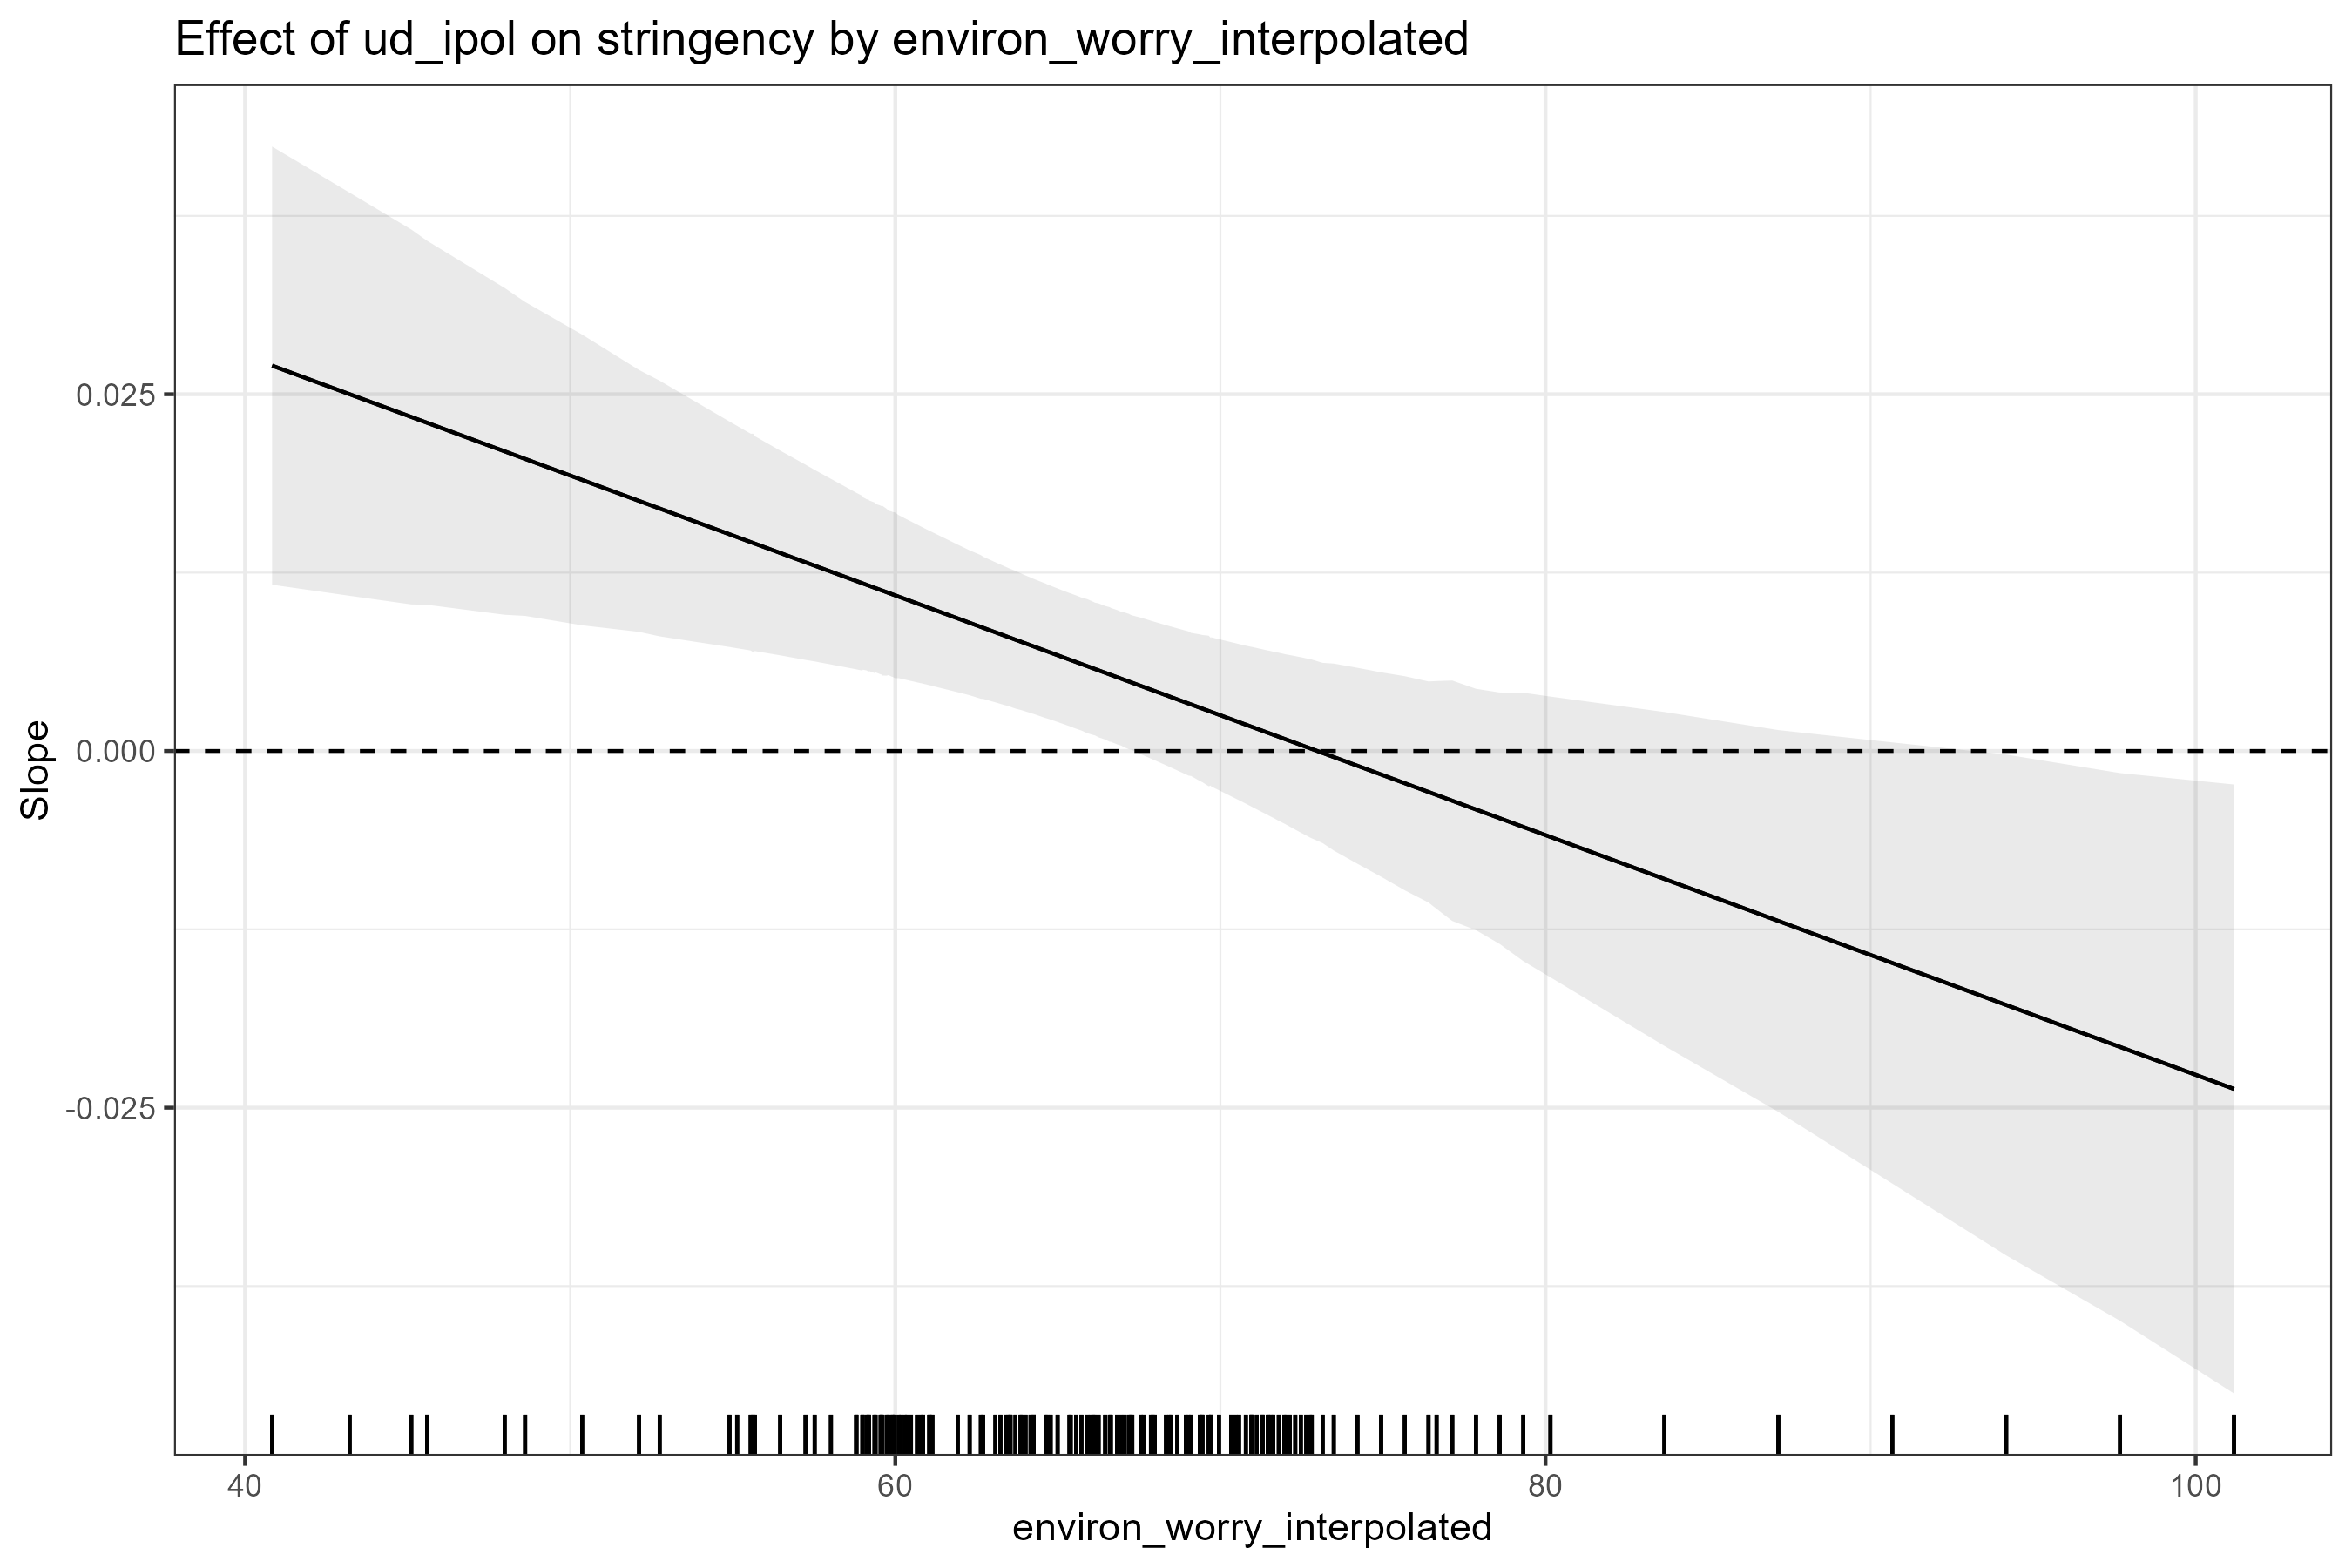 Effect of ud_ipol on stringency by environ_worry_interpolated
0.025
0.000
-0.025
Slope
40
60
80
100
environ_worry_interpolated